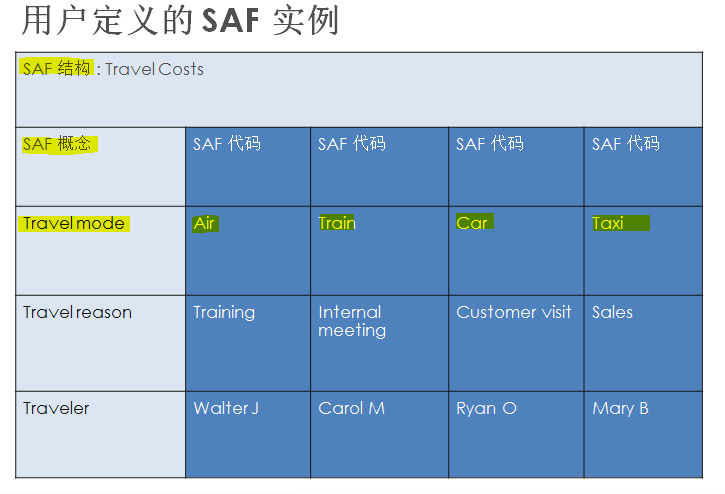 用户定义的 SAF 实例
SAF 结构 : Travel Costs
SAF 概念 SAF 代码 SAF 代码 SAF 代码 SAF 代码
Travel mode Air Train Car Taxi
Travel reason Training Internal meeting Customer visit Sales
Traveler Walter J Carol M Ryan O Mary B